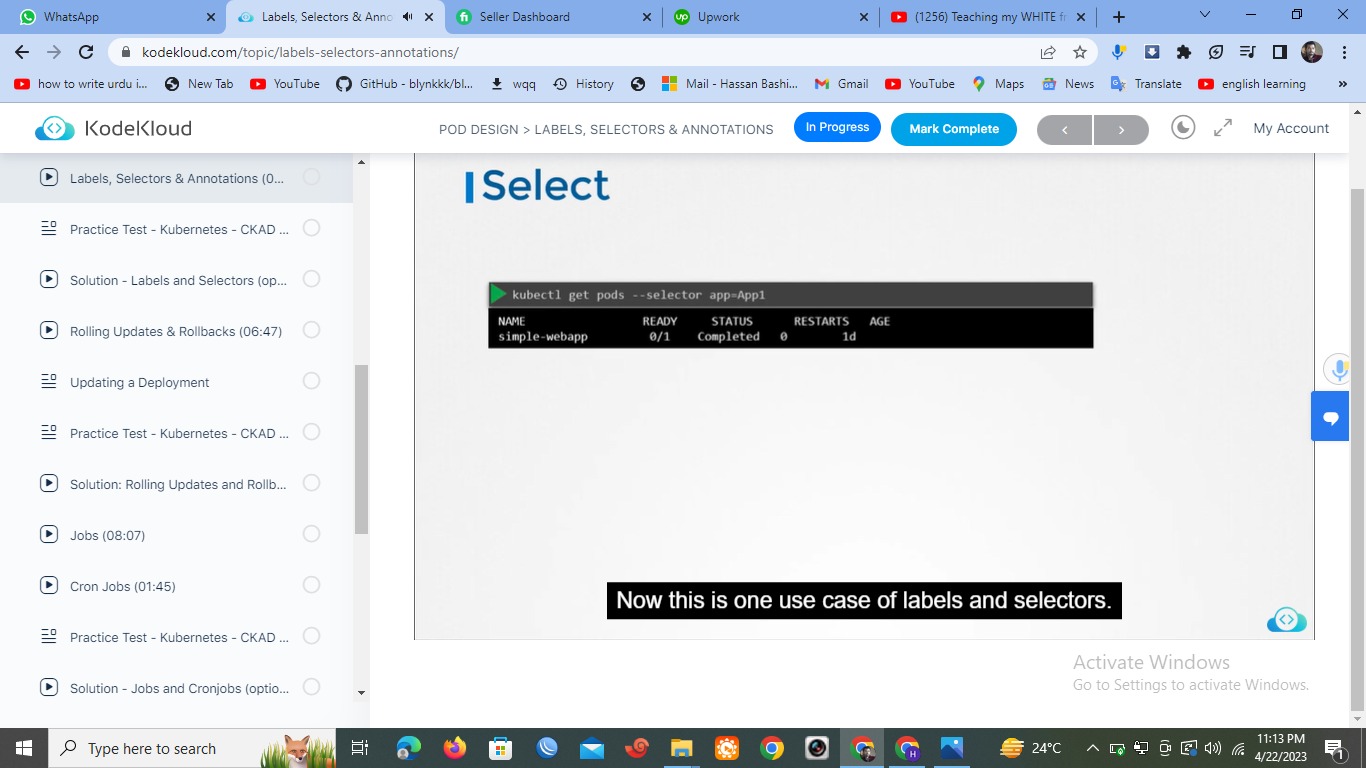 WhatsApp
Labels, Selectors & Anno
Seller Dashboard
Upwork
(1256) Teaching my WHITE fr
kodekloud.com/topic/labels-selectors-annotations/
how to write urdu i...
New Tab
YouTube
GitHub - blynkkk/bl...
wqq
History
Mail - Hassan Bashi...
Gmail
YouTube
Maps
News
Translate
english learning
KodeKloud
POD DESIGN > LABELS, SELECTORS & ANNOTATIONS
In Progress
Mark Complete
My Account
Labels, Selectors & Annotations (0...
Practice Test - Kubernetes - CKAD ...
Solution - Labels and Selectors (op...
Rolling Updates & Rollbacks (06:47)
Updating a Deployment
Practice Test - Kubernetes - CKAD ...
Solution: Rolling Updates and Rollb...
Jobs (08:07)
Cron Jobs (01:45)
Practice Test - Kubernetes - CKAD ...
Solution - Jobs and Cronjobs (optio...
Select
kubectl get pods --selector app=App1
NAME READY STATUS RESTARTS AGE
simple-webapp 0/1 Completed 0 1d
Now this is one use case of labels and selectors.
Activate Windows
Go to Settings to activate Windows.
Type here to search
24°C
11:13 PM
4/22/2023
1